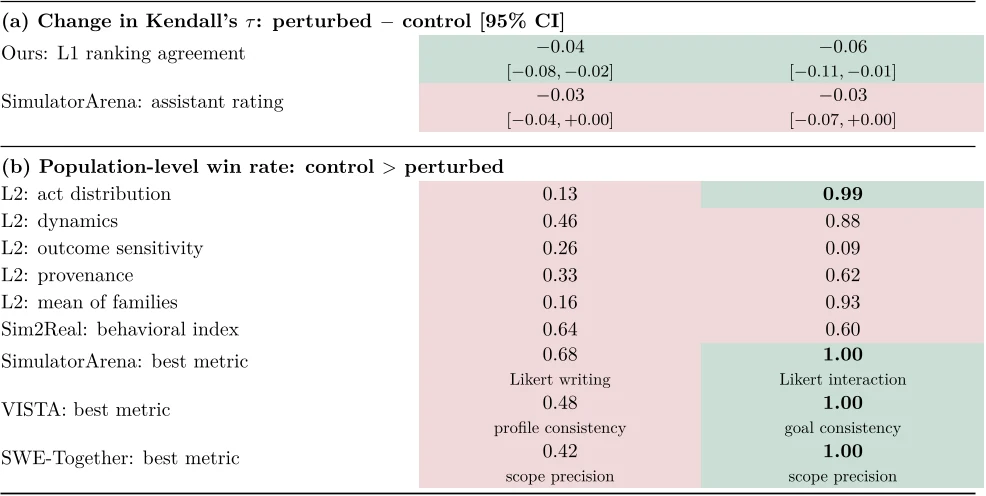 (a) Change in Kendall's τ: perturbed − control [95% CI]
Ours: L1 ranking agreement −0.04 −0.06
[−0.08, −0.02] [−0.11, −0.01]
SimulatorArena: assistant rating −0.03 −0.03
[−0.04, +0.00] [−0.07, +0.00]
(b) Population-level win rate: control > perturbed
L2: act distribution 0.13 0.99
L2: dynamics 0.46 0.88
L2: outcome sensitivity 0.26 0.09
L2: provenance 0.33 0.62
L2: mean of families 0.16 0.93
Sim2Real: behavioral index 0.64 0.60
SimulatorArena: best metric 0.68 1.00
Likert writing Likert interaction
VISTA: best metric 0.48 1.00
profile consistency goal consistency
SWE-Together: best metric 0.42 1.00
scope precision scope precision